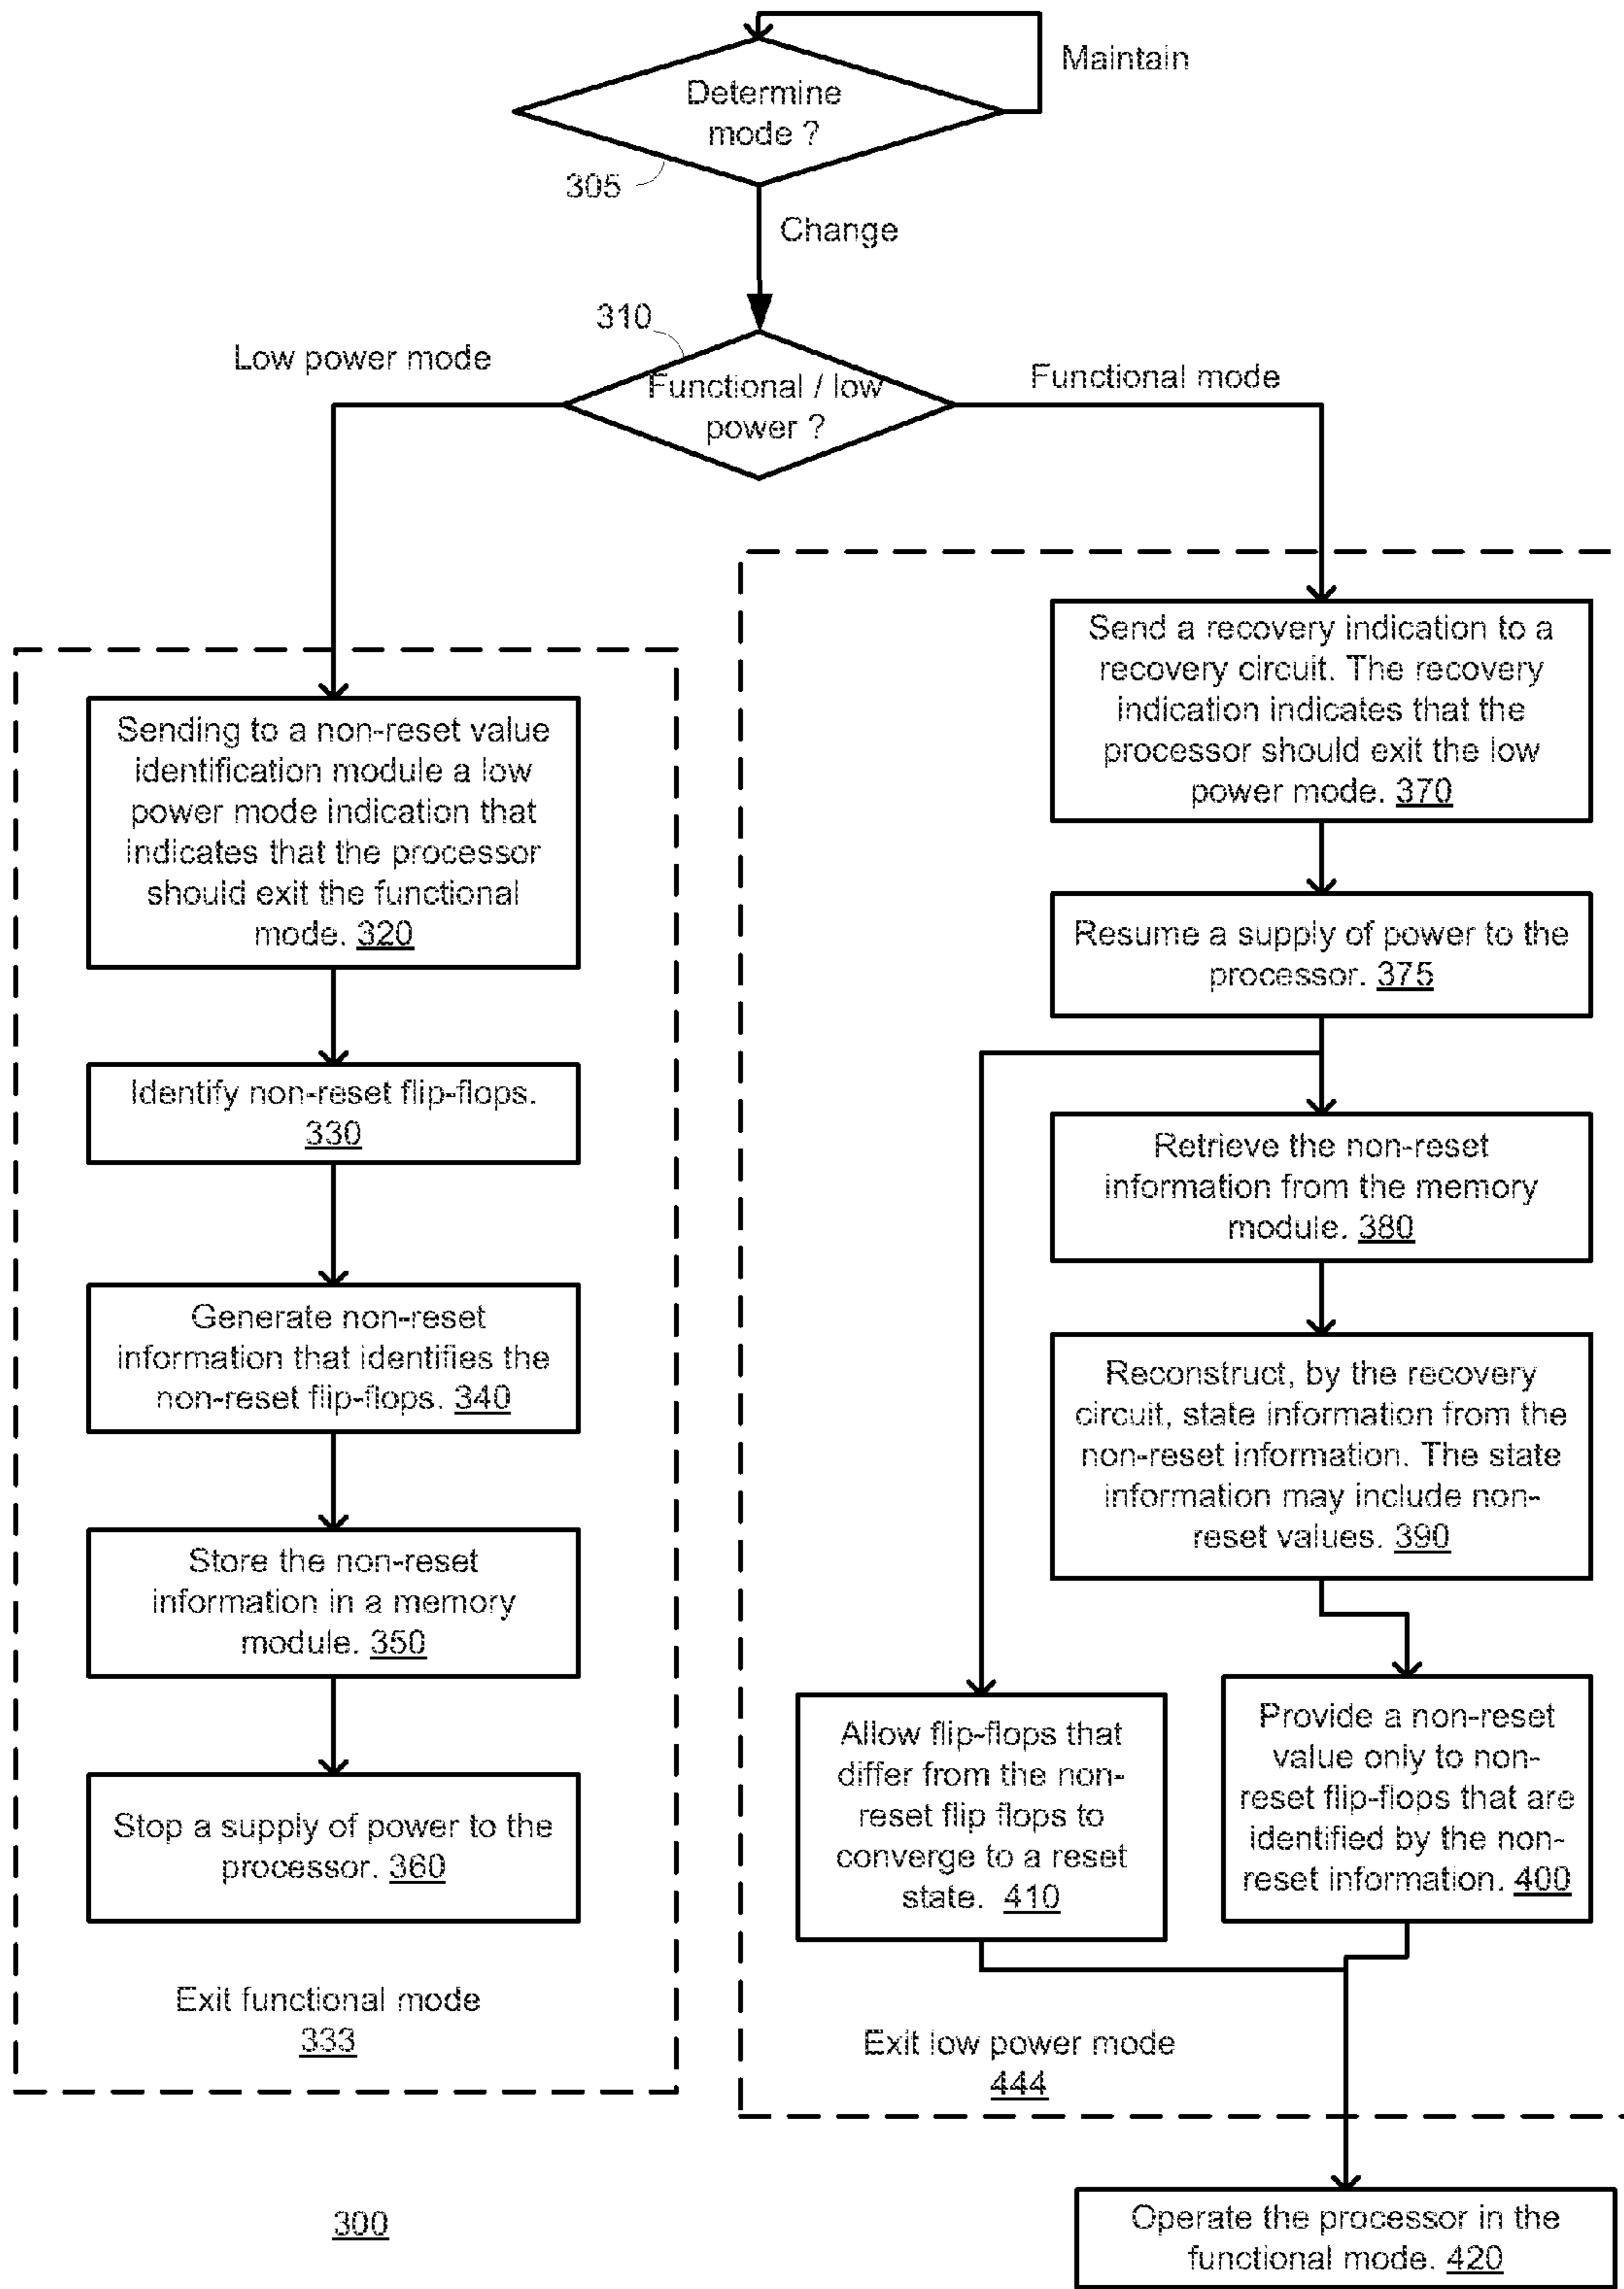 Maintain
Determine
mode ?
305
Change
310
Low power mode
Functional / low
power ?
Functional mode
Sending to a non-reset value
identification module a low
power mode indication that
indicates that the processor
should exit the functional
mode. 320
Identify non-reset flip-flops.
330
Generate non-reset
information that identifies the
non-reset flip-flops. 340
Store the non-reset
information in a memory
module. 350
Stop a supply of power to the
processor. 360
Exit functional mode
333
Send a recovery indication to a
recovery circuit. The recovery
indication indicates that the
processor should exit the low
power mode. 370
Resume a supply of power to the
processor. 375
Retrieve the non-reset
information from the memory
module. 380
Reconstruct, by the recovery
circuit, state information from the
non-reset information. The state
information may include non-
reset values. 390
Allow flip-flops that
differ from the non-
reset flip flops to
converge to a reset
state. 410
Provide a non-reset
value only to non-
reset flip-flops that are
identified by the non-
reset information. 400
Exit low power mode
444
Operate the processor in the
functional mode. 420
300